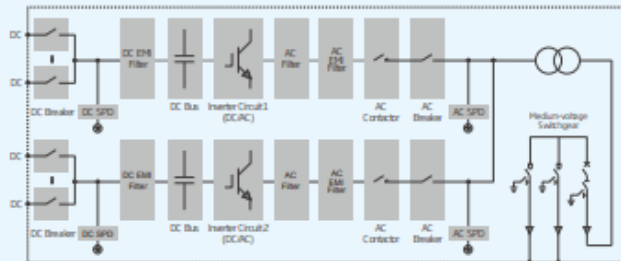 DC
DC
DC Breaker
DC SPD
DC EMI
Filter
DC Bus
Inverter Circuit1
(DC/AC)
AC
Filter
AC
EMI
Filter
AC
Contactor
AC
Breaker
AC SPD
Medium-voltage
Switchgear
DC
DC
DC Breaker
DC SPD
DC EMI
Filter
DC Bus
Inverter Circuit2
(DC/AC)
AC
Filter
AC EMI
Filter
AC
Contactor
AC
Breaker
AC SPD